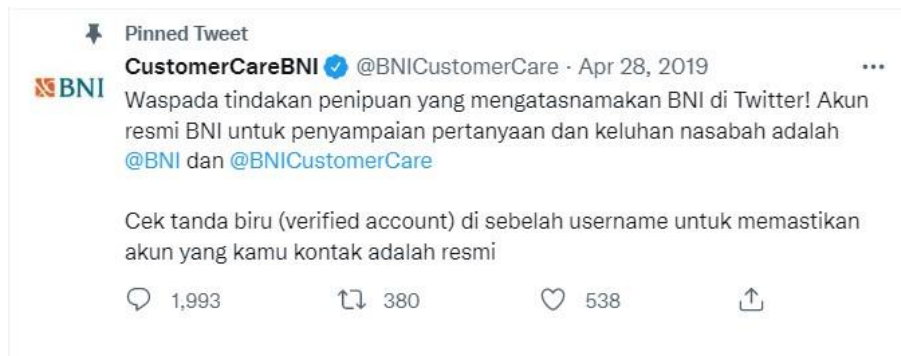 Pinned Tweet
CustomerCareBNI @BNICustomerCare · Apr 28, 2019
BNI
Waspada tindakan penipuan yang mengatasnamakan BNI di Twitter! Akun
resmi BNI untuk penyampaian pertanyaan dan keluhan nasabah adalah
@BNI dan @BNICustomerCare
Cek tanda biru (verified account) di sebelah username untuk memastikan
akun yang kamu kontak adalah resmi
1,993 380 538